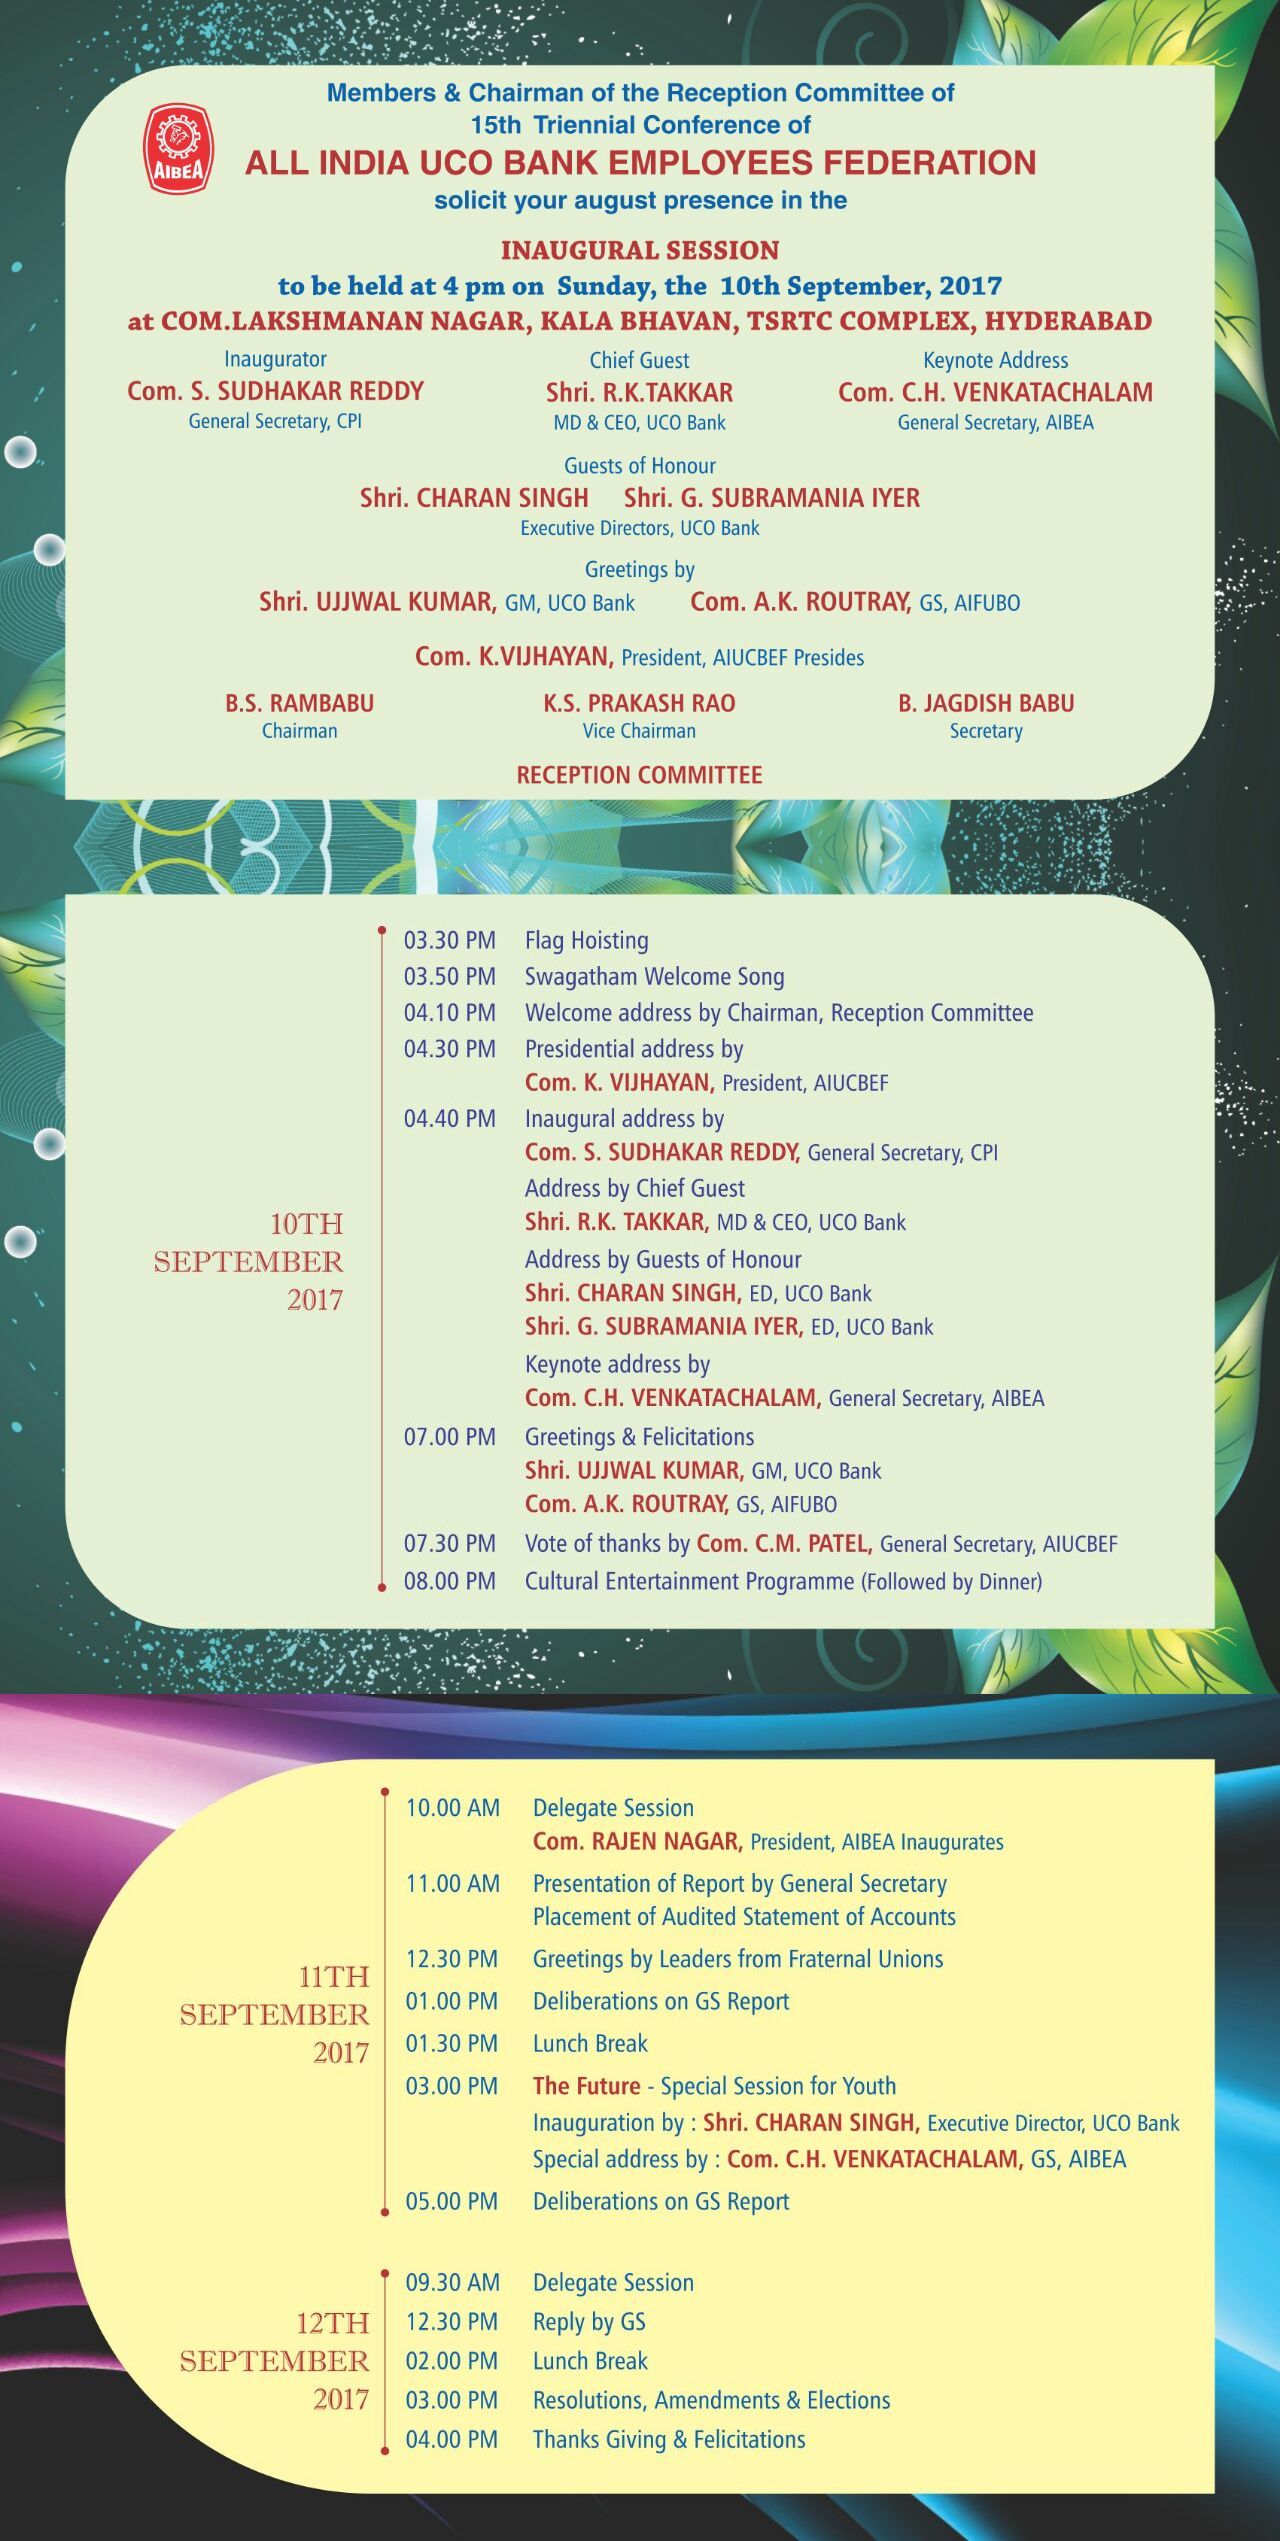 AIBEA
Members & Chairman of the Reception Committee of
15th Triennial Conference of
ALL INDIA UCO BANK EMPLOYEES FEDERATION
solicit your august presence in the
INAUGURAL SESSION
to be held at 4 pm on Sunday, the 10th September, 2017
at COM.LAKSHMANAN NAGAR, KALA BHAVAN, TSRTC COMPLEX, HYDERABAD
Inaugurator
Com. S. SUDHAKAR REDDY
General Secretary, CPI
Chief Guest
Shri. R.K.TAKKAR
MD & CEO, UCO Bank
Keynote Address
Com. C.H. VENKATACHALAM
General Secretary, AIBEA
Guests of Honour
Shri. CHARAN SINGH Shri. G. SUBRAMANIA IYER
Executive Directors, UCO Bank
Greetings by
Shri. UJJWAL KUMAR, GM, UCO Bank Com. A.K. ROUTRAY, GS, AIFUBO
Com. K.VIJHAYAN, President, AIUCBEF Presides
B.S. RAMBABU
Chairman
K.S. PRAKASH RAO
Vice Chairman
B. JAGDISH BABU
Secretary
RECEPTION COMMITTEE
10TH
SEPTEMBER
2017
03.30 PM Flag Hoisting
03.50 PM Swagatham Welcome Song
04.10 PM Welcome address by Chairman, Reception Committee
04.30 PM Presidential address by
Com. K. VIJHAYAN, President, AIUCBEF
04.40 PM Inaugural address by
Com. S. SUDHAKAR REDDY, General Secretary, CPI
Address by Chief Guest
Shri. R.K. TAKKAR, MD & CEO, UCO Bank
Address by Guests of Honour
Shri. CHARAN SINGH, ED, UCO Bank
Shri. G. SUBRAMANIA IYER, ED, UCO Bank
Keynote address by
Com. C.H. VENKATACHALAM, General Secretary, AIBEA
07.00 PM Greetings & Felicitations
Shri. UJJWAL KUMAR, GM, UCO Bank
Com. A.K. ROUTRAY, GS, AIFUBO
07.30 PM Vote of thanks by Com. C.M. PATEL, General Secretary, AIUCBEF
08.00 PM Cultural Entertainment Programme (Followed by Dinner)
11TH
SEPTEMBER
2017
10.00 AM Delegate Session
Com. RAJEN NAGAR, President, AIBEA Inaugurates
11.00 AM Presentation of Report by General Secretary
Placement of Audited Statement of Accounts
12.30 PM Greetings by Leaders from Fraternal Unions
01.00 PM Deliberations on GS Report
01.30 PM Lunch Break
03.00 PM The Future - Special Session for Youth
Inauguration by : Shri. CHARAN SINGH, Executive Director, UCO Bank
Special address by : Com. C.H. VENKATACHALAM, GS, AIBEA
05.00 PM Deliberations on GS Report
12TH
SEPTEMBER
2017
09.30 AM Delegate Session
12.30 PM Reply by GS
02.00 PM Lunch Break
03.00 PM Resolutions, Amendments & Elections
04.00 PM Thanks Giving & Felicitations